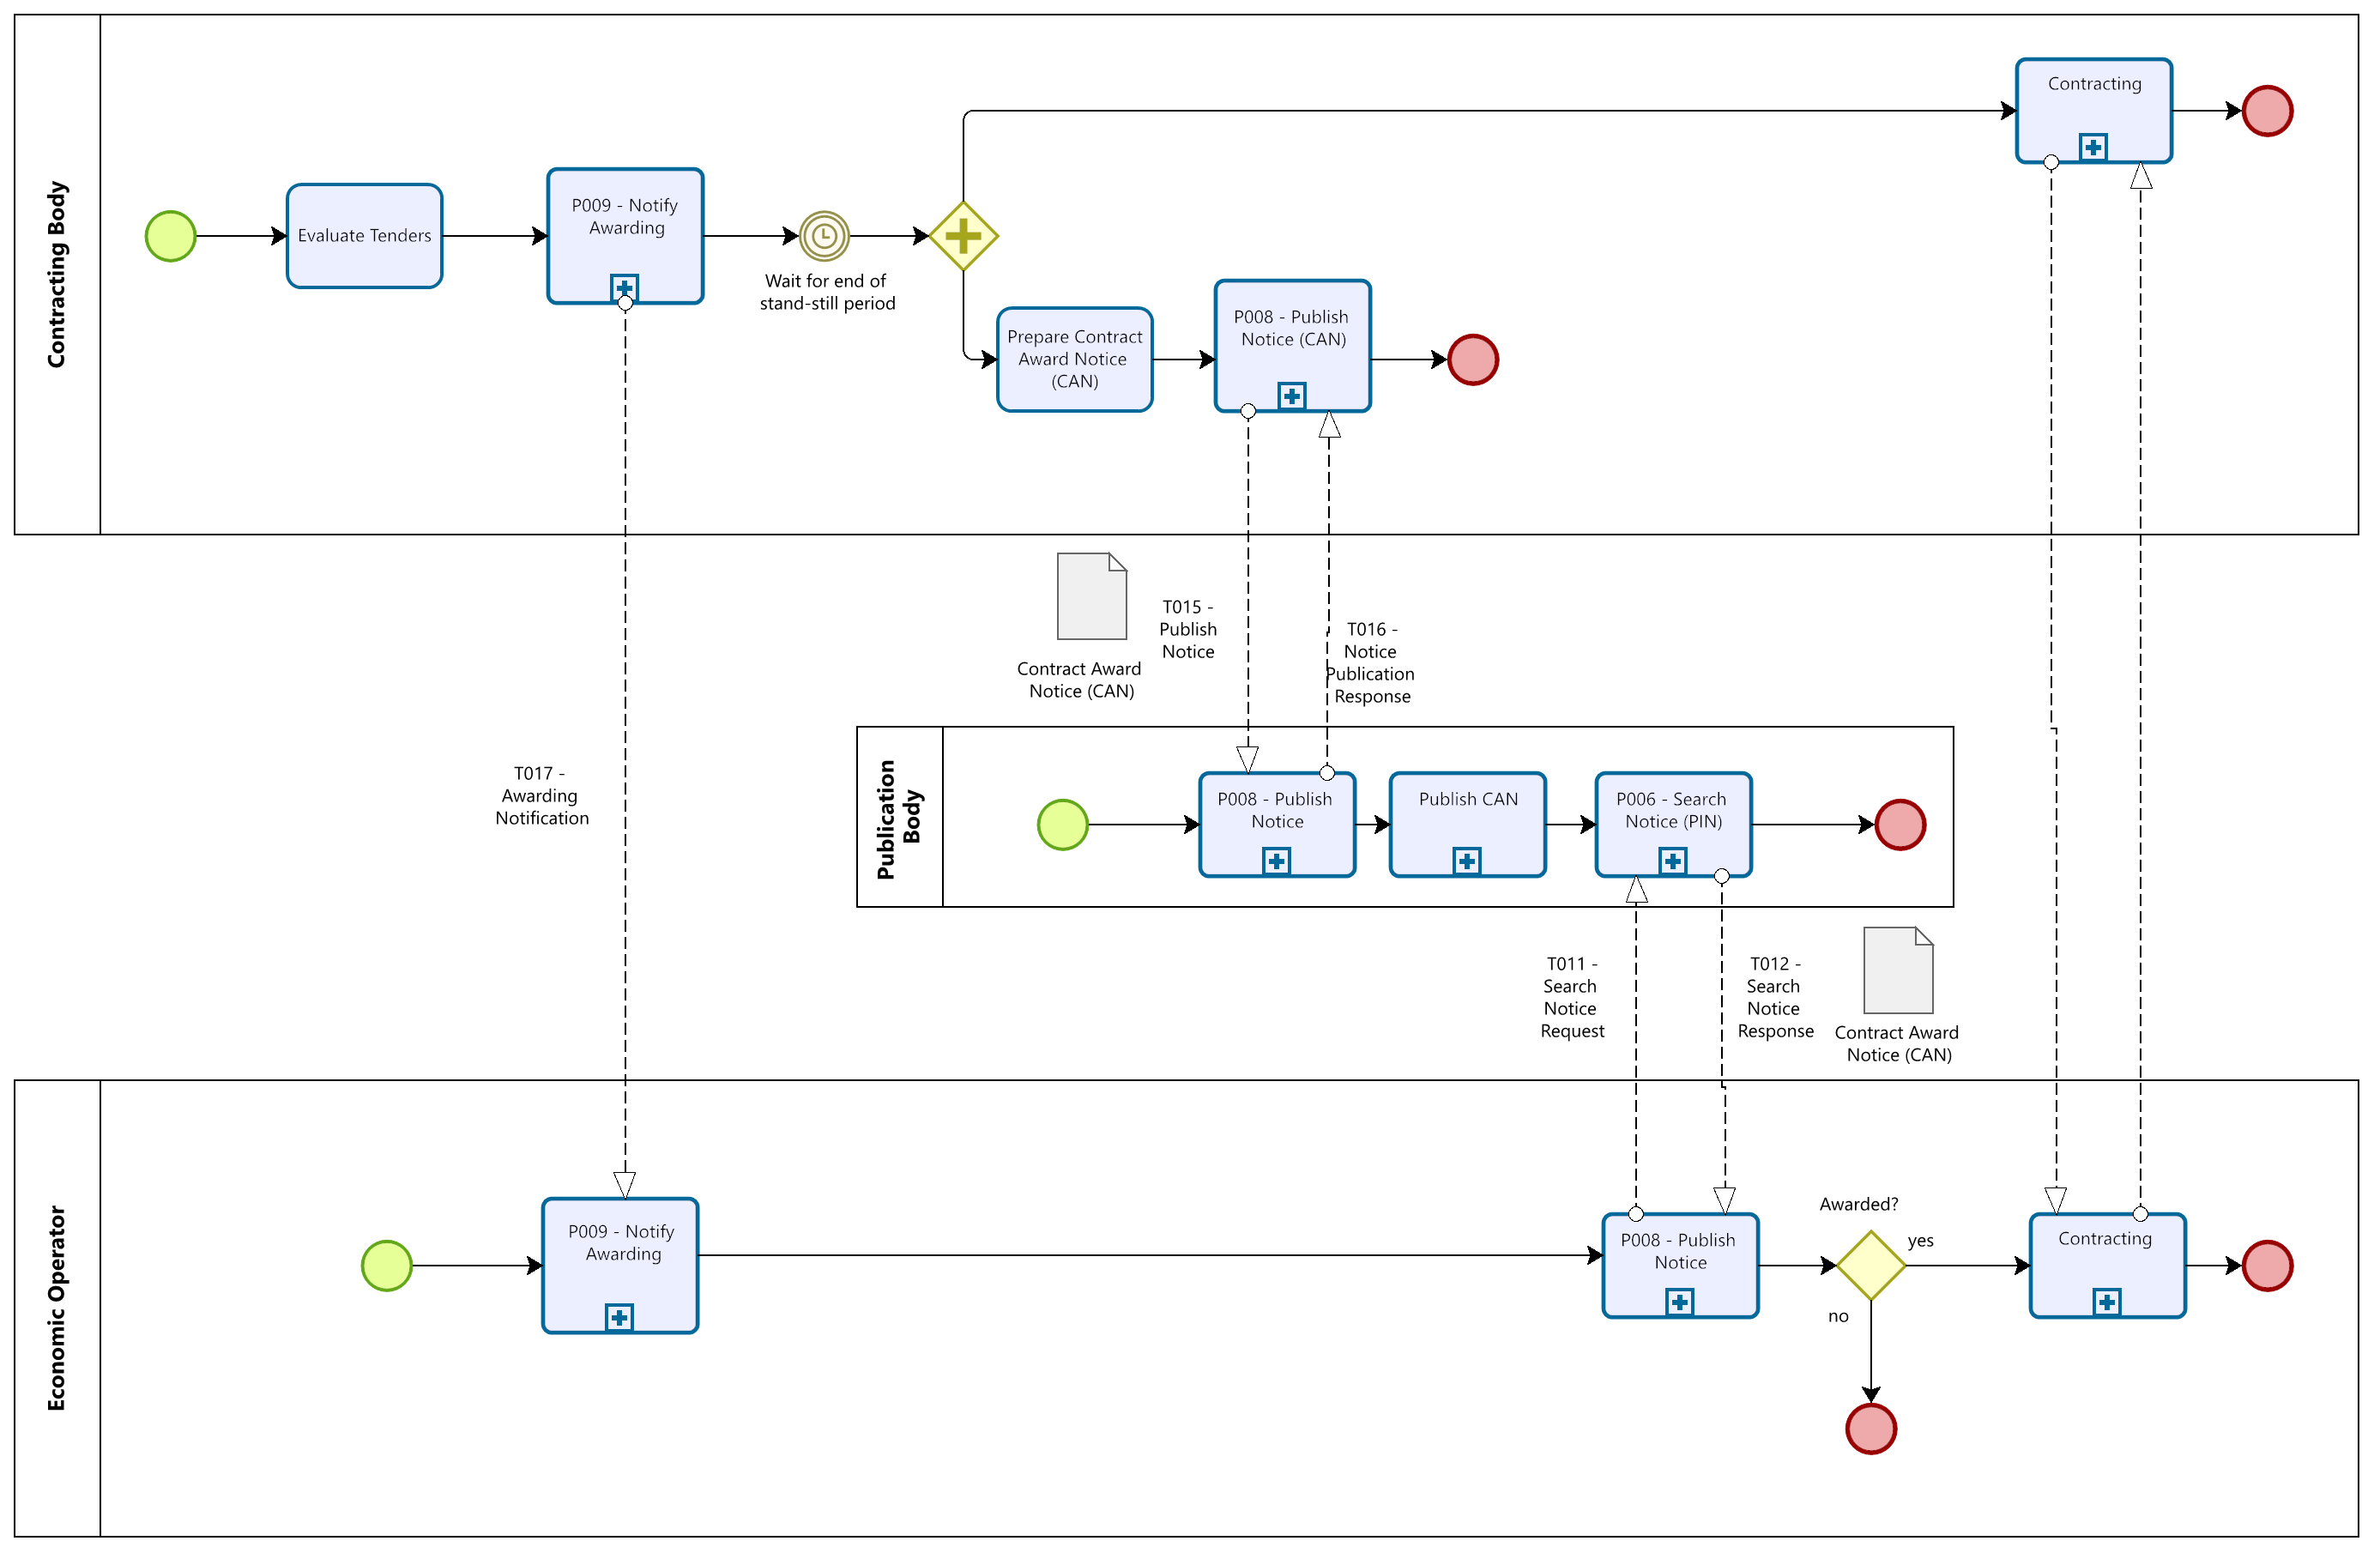 Contracting Body
Contracting
Evaluate Tenders
P009 - Notify
Awarding
Wait for end of
stand-still period
Prepare Contract
Award Notice
(CAN)
P008 - Publish
Notice (CAN)
T015 -
Publish
Notice
T016 -
Notice
Publication
Response
Contract Award
Notice (CAN)
T017 -
Awarding
Notification
Publication
Body
P008 - Publish
Notice
Publish CAN
P006 - Search
Notice (PIN)
T011 -
Search
Notice
Request
T012 -
Search
Notice
Response
Contract Award
Notice (CAN)
Economic Operator
P009 - Notify
Awarding
P008 - Publish
Notice
Awarded?
yes
no
Contracting